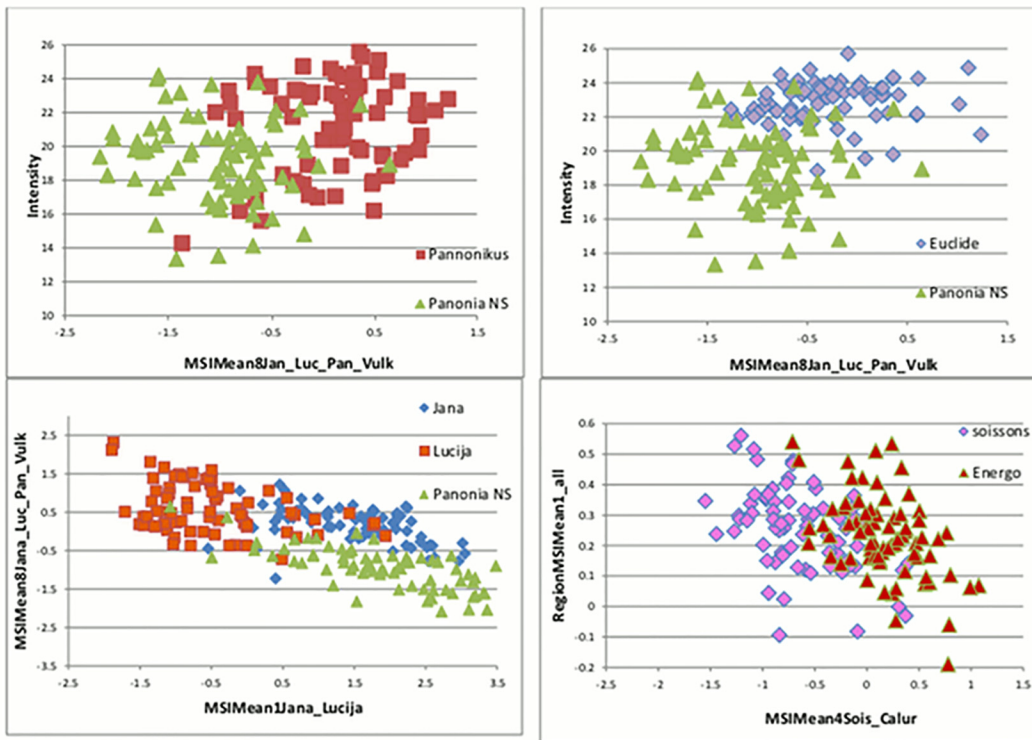 26
24
22
20
18
16
14
12
10
Intensity
-2.5 -1.5 -0.5 0.5 1.5
MSIMean8Jan_Luc_Pan_Vulk
Pannonikus
Panonia NS
26
24
22
20
18
16
14
12
10
Intensity
-2.5 -1.5 -0.5 0.5 1.5
MSIMean8Jan_Luc_Pan_Vulk
Euclide
Panonia NS
2.5
1.5
0.5
-0.5
-1.5
-2.5
-3.5
MSIMean8Jana_Luc_Pan_Vulk
-2.5 -1.5 -0.5 0.5 1.5 2.5 3.5
MSIMean1Jana_Lucija
Jana
Lucija
Panonia NS
0.6
0.5
0.4
0.3
0.2
0.1
0
-0.1
-0.2
RegionMSIMean1_all
-2.5 -2 -1.5 -1 -0.5 0 0.5 1 1.5
MSIMean4Sois_Calur
soissons
Energo